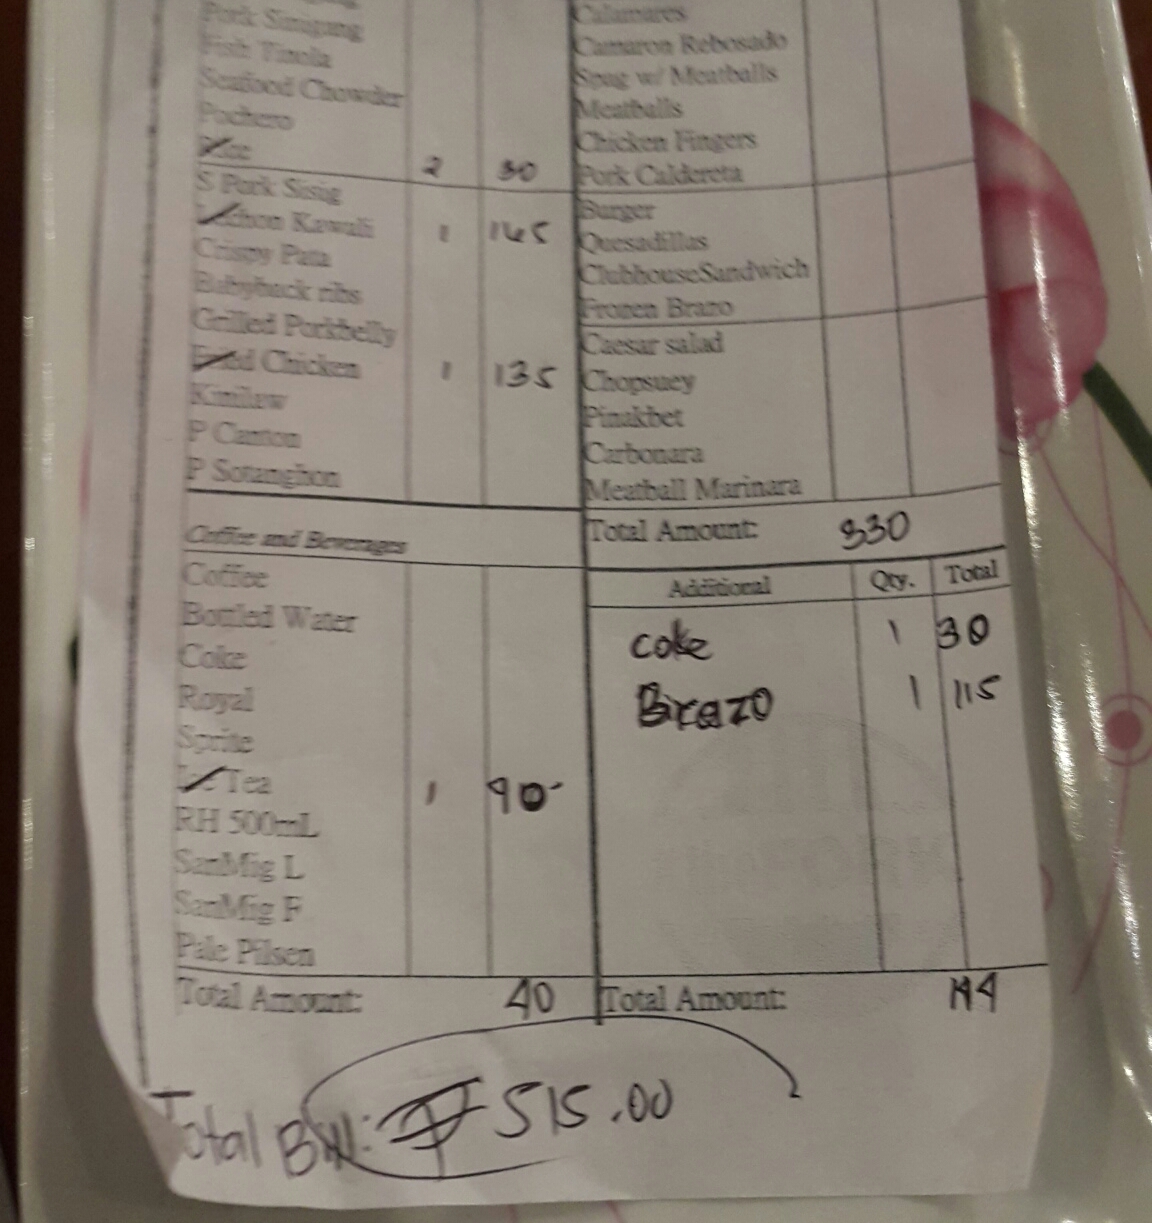 Pork Sinigang
Fish Tinola
Seafood Chowder
Pochero
Rice 2 50
S Pork Sisig
Lechon Kawali 1 145
Crispy Pata
Babyback ribs
Grilled Porkbelly
Fried Chicken 1 135
Kinilaw
P Canton
P Sotanghon
Calamares
Camaron Rebosado
Spag w/ Meatballs
Meatballs
Chicken Fingers
Pork Caldereta
Burger
Quesadillas
ClubhouseSandwich
Frozen Brazo
Caesar salad
Chopsuey
Pinakbet
Carbonara
Meatball Marinara
Total Amount: 330
Coffee and Beverages
Coffee
Bottled Water
Coke
Royal
Sprite
Ice Tea 1 40
RH 500mL
SanMig L
SanMig F
Pale Pilsen
Total Amount: 40
Additional Qty. Total
Coke 1 30
Brazo 1 115
Total Amount:
Total Bill: ₱ 515.00